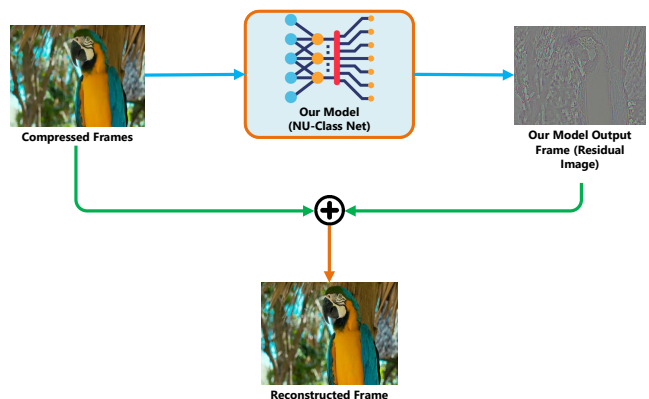 Compressed Frames
Our Model
(NU-Class Net)
Our Model Output
Frame (Residual
Image)
Reconstructed Frame